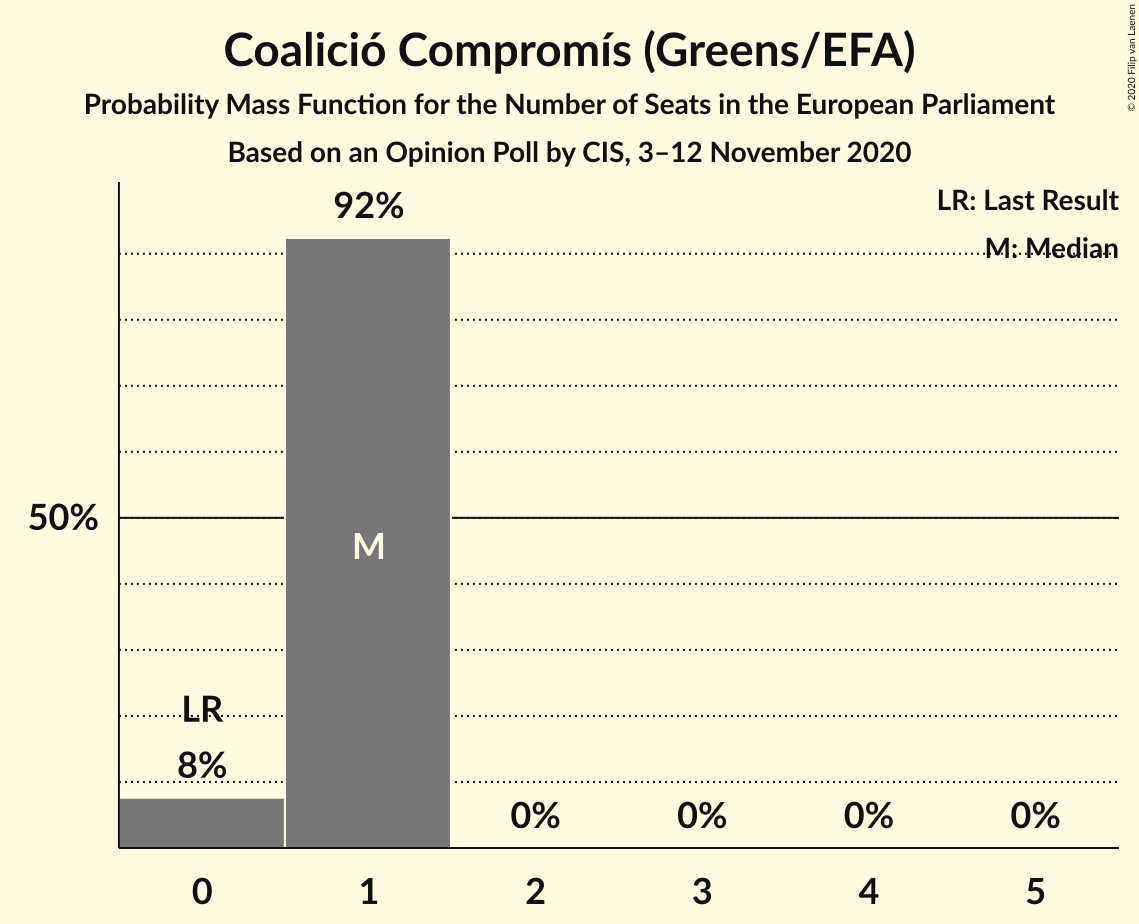 Coalició Compromís (Greens/EFA)
Probability Mass Function for the Number of Seats in the European Parliament
Based on an Opinion Poll by CIS, 3–12 November 2020
© 2020 Filip van Laenen
LR: Last Result
M: Median
92%
50%
M
LR
8%
0% 0% 0% 0%
0 1 2 3 4 5